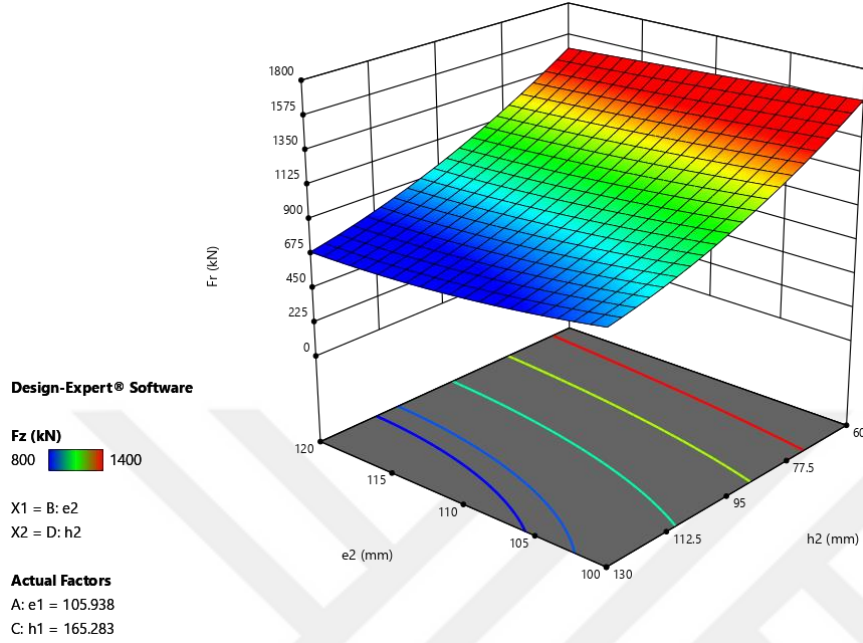 1800
1575
1350
1125
900
675
450
225
0
Fr (kN)
120
115
110
105
100
e2 (mm)
130
112.5
95
77.5
60
h2 (mm)
Design-Expert® Software
Fz (kN)
800 1400
X1 = B: e2
X2 = D: h2
Actual Factors
A: e1 = 105.938
C: h1 = 165.283